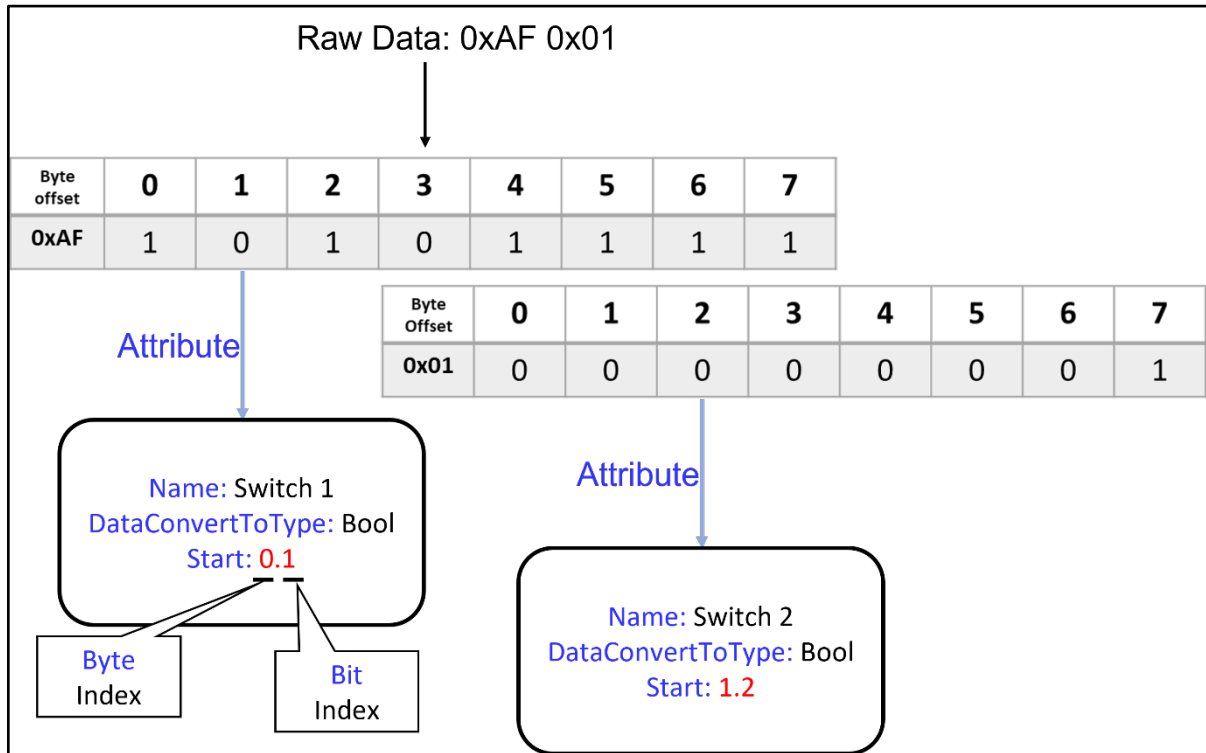 Raw Data: 0xAF 0x01
Byte offset 0 1 2 3 4 5 6 7
0xAF 1 0 1 0 1 1 1 1
Byte Offset 0 1 2 3 4 5 6 7
0x01 0 0 0 0 0 0 0 1
Attribute
Name: Switch 1
DataConvertToType: Bool
Start: 0.1
Byte
Index
Bit
Index
Attribute
Name: Switch 2
DataConvertToType: Bool
Start: 1.2